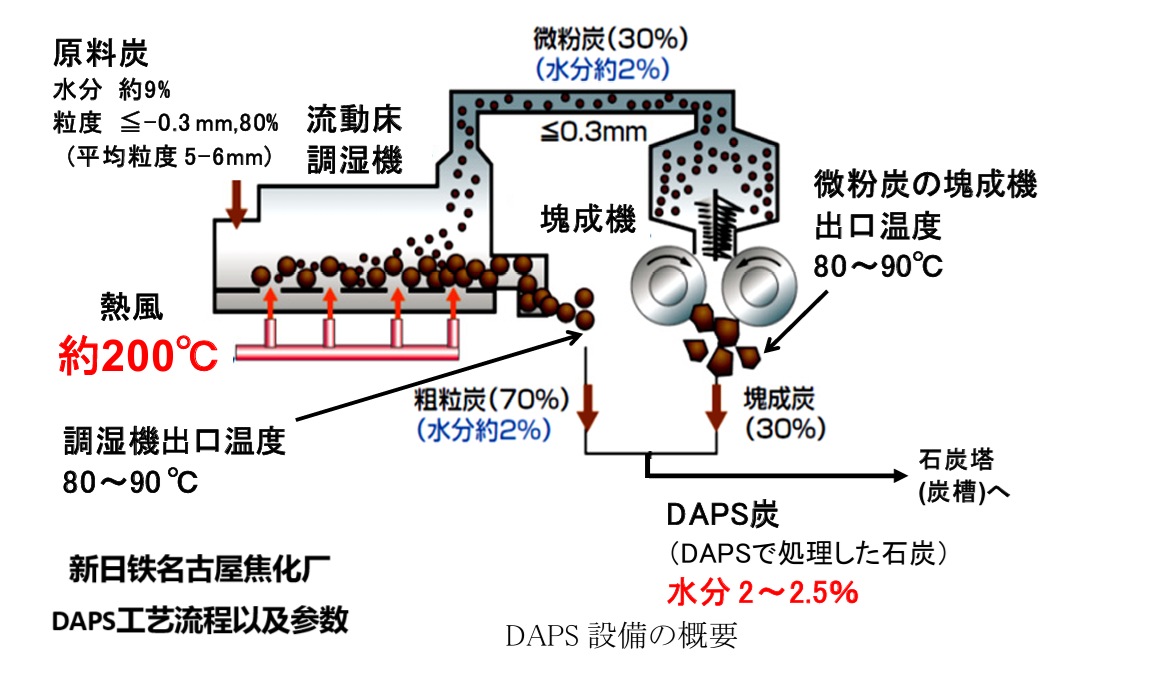 微粉炭(30%)
(水分約2%)
原料炭
水分 約9%
粒度 ≦-0.3 mm,80%
(平均粒度 5-6mm)
流動床
調湿機
≦0.3mm
塊成機
微粉炭の塊成機
出口温度
80～90℃
熱風
約200℃
粗粒炭(70%)
(水分約2%)
塊成炭
(30%)
調湿機出口温度
80～90℃
石炭塔
(炭槽)へ
DAPS炭
(DAPSで処理した石炭)
水分 2～2.5%
新日铁名古屋焦化厂
DAPS工艺流程以及参数
DAPS 設備の概要